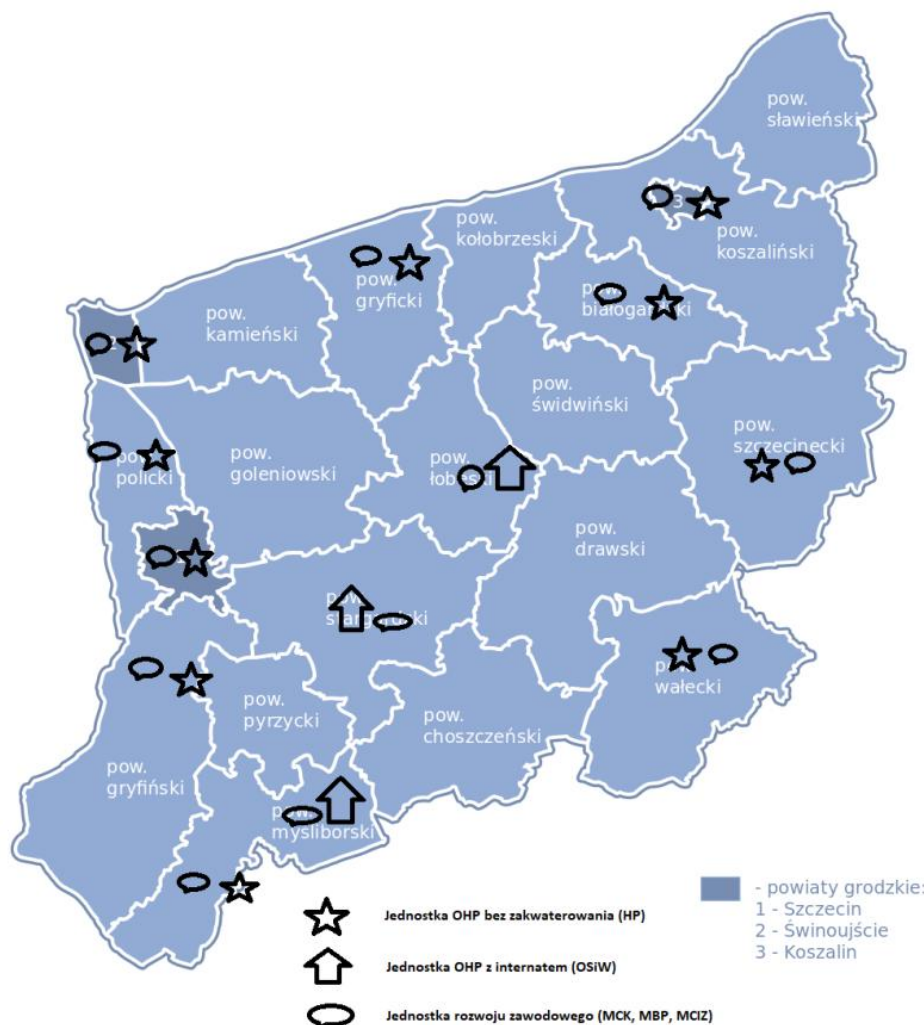 pow.
sławieński
3
pow.
koszaliński
pow.
kołobrzeski
pow.
gryficki
pow.
kamieński
2
pow.
świdwiński
pow.
szczecinecki
pow.
goleniowski
pow.
łobeski
policki
pow.
drawski
pow.
wałecki
pow.
pyrzycki
pow.
choszczeński
pow.
gryfiński
pow.
myśliborski
- powiaty grodzkie:
1 - Szczecin
2 - Świnoujście
3 - Koszalin
Jednostka OHP bez zakwaterowania (HP)
Jednostka OHP z internatem (OSiW)
Jednostka rozwoju zawodowego (MCK, MBP, MCIZ)